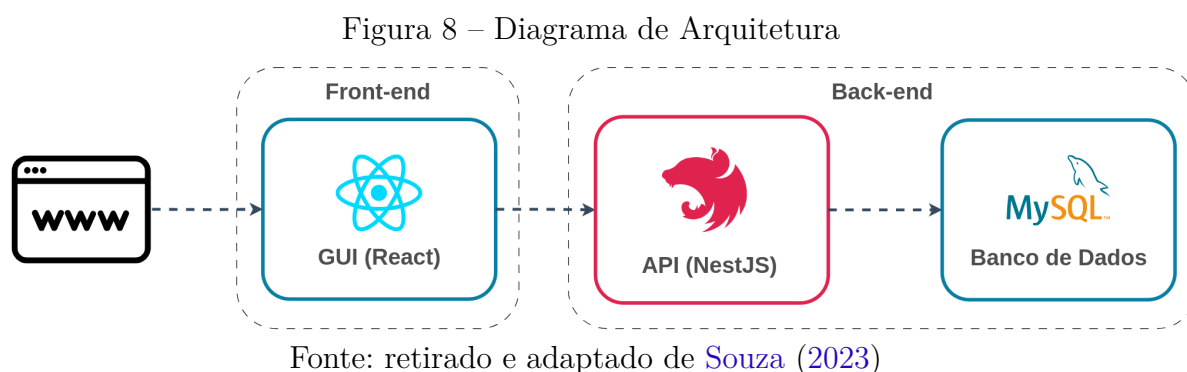 Figura 8 – Diagrama de Arquitetura
Front-end
Back-end
www
GUI (React)
API (NestJS)
MySQL™
Banco de Dados
Fonte: retirado e adaptado de Souza (2023)